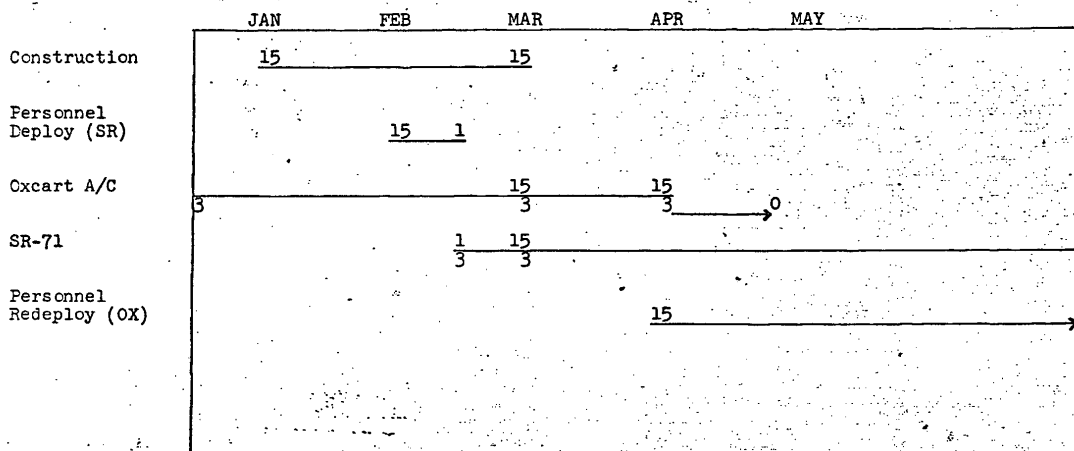 JAN FEB MAR APR MAY
Construction 15 15
Personnel
Deploy (SR) 15 1
Oxcart A/C 15 15
3 3 3 0
SR-71 1 15
3 3
Personnel
Redeploy (OX) 15